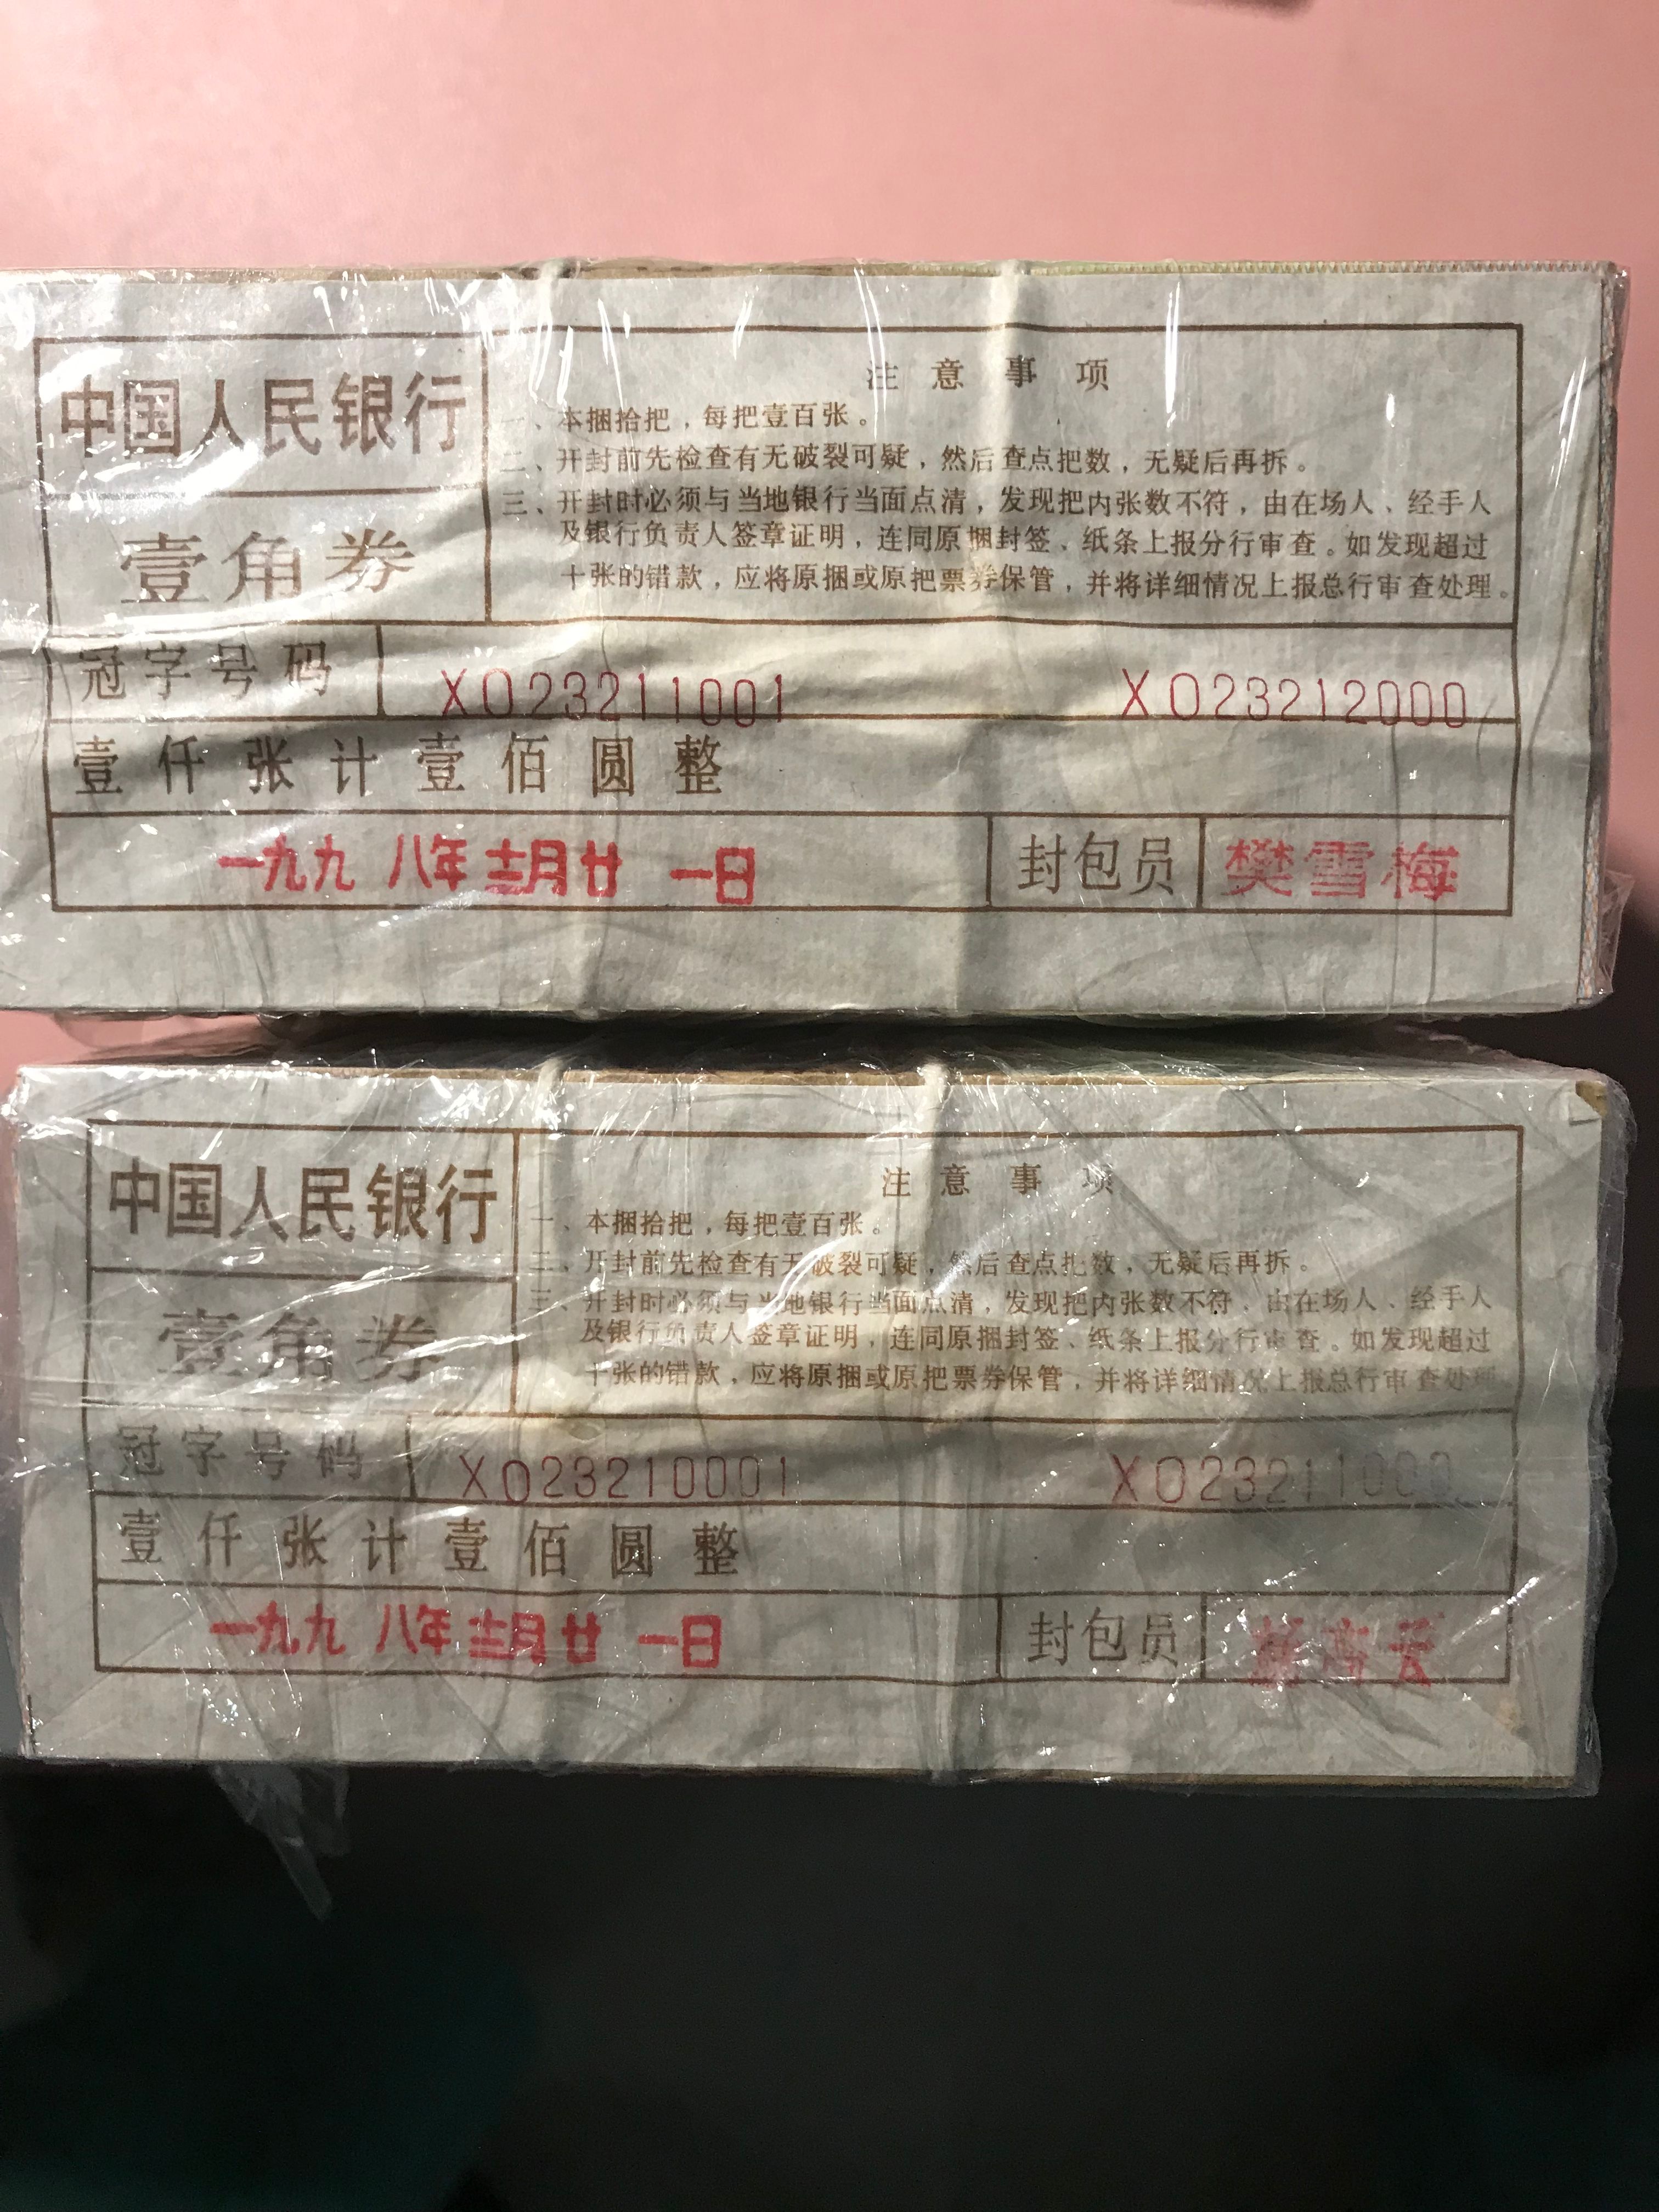 中国人民银行
壹角券
注意事项
一、本捆拾把，每把壹百张。
二、开封前先检查有无破裂可疑，然后查点把数，无疑后再拆。
三、开封时必须与当地银行当面点清，发现把内张数不符，由在场人、经手人
及银行负责人签章证明，连同原捆封签、纸条上报分行审查。如发现超过
十张的错款，应将原捆或原把票券保管，并将详细情况上报总行审查处理。
冠字号码 XO23211001 XO23212000
壹仟张计壹佰圆整
一九九八年十二月廿一日 封包员 樊雪梅
中国人民银行
壹角券
注意事项
一、本捆拾把，每把壹百张。
二、开封前先检查有无破裂可疑，然后查点把数，无疑后再拆。
三、开封时必须与当地银行当面点清，发现把内张数不符，由在场人、经手人
及银行负责人签章证明，连同原捆封签、纸条上报分行审查。如发现超过
十张的错款，应将原捆或原把票券保管，并将详细情况上报总行审查处理
冠字号码 XO23210001 XO23211000
壹仟张计壹佰圆整
一九九八年十二月廿一日 封包员